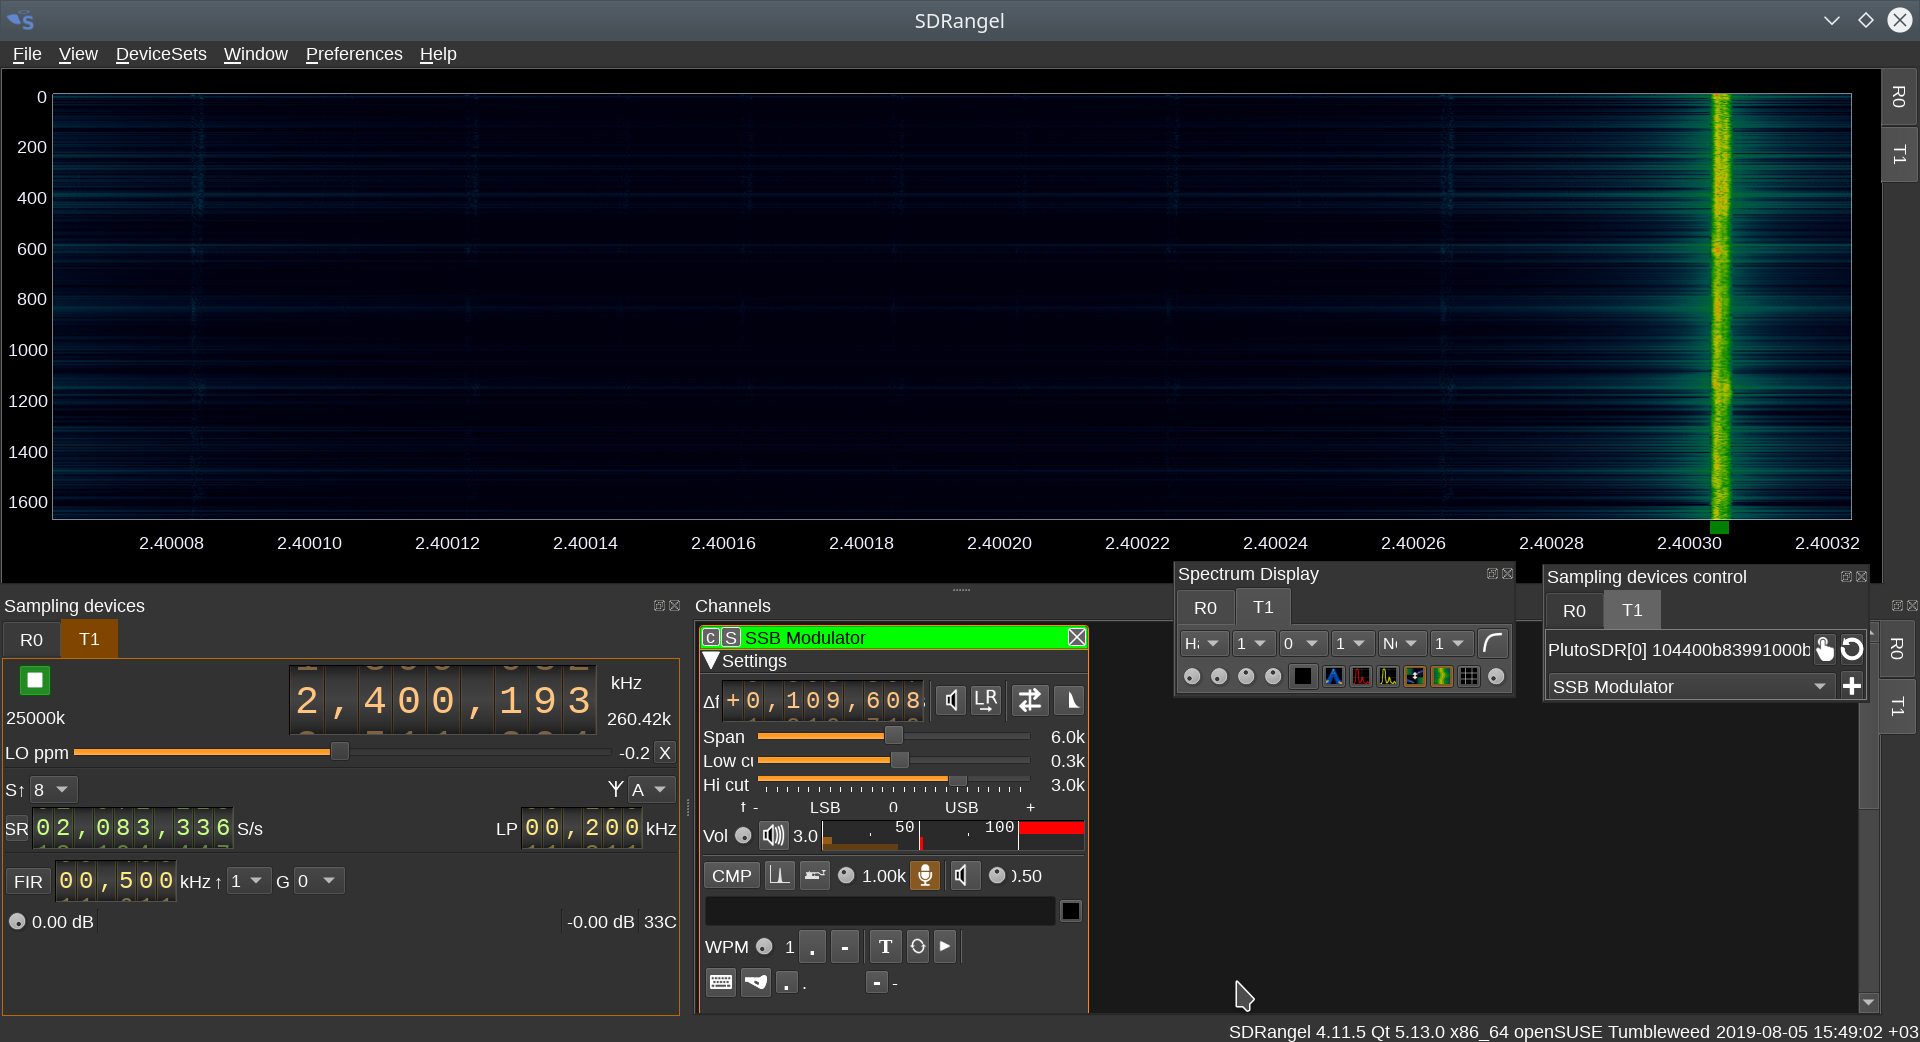 SDRangel
File View DeviceSets Window Preferences Help
0
200
400
600
800
1000
1200
1400
1600
2.40008 2.40010 2.40012 2.40014 2.40016 2.40018 2.40020 2.40022 2.40024 2.40026 2.40028 2.40030 2.40032
R0
T1
Sampling devices
R0 T1
2,400,193 kHz
25000k 260.42k
LO ppm -0.2 X
S↑ 8 A
SR 02,083,336 S/s LP 00,200 kHz
FIR 00,500 kHz ↑ 1 G 0
0.00 dB -0.00 dB 33C
Channels
c S SSB Modulator
Settings
Δf +0,109,608 LR
Span 6.0k
Low cu 0.3k
Hi cut 3.0k
f - LSB 0 USB +
Vol 3.0 50 100
CMP 1.00k 0.50
WPM 1 . - T
. . - -
Spectrum Display
R0 T1
1 0 1 1
Sampling devices control
R0 T1
PlutoSDR[0] 104400b83991000b
SSB Modulator
R0
T1
SDRangel 4.11.5 Qt 5.13.0 x86_64 openSUSE Tumbleweed 2019-08-05 15:49:02 +03